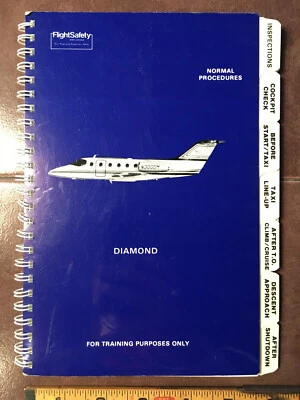 FlightSafety
NORMAL
PROCEDURES
DIAMOND
FOR TRAINING PURPOSES ONLY
INSPECTIONS
COCKPIT
CHECK
BEFORE
START/TAXI
TAXI
LINE-UP
AFTER T.O.
CLIMB/CRUISE
DESCENT
APPROACH
AFTER
SHUTDOWN